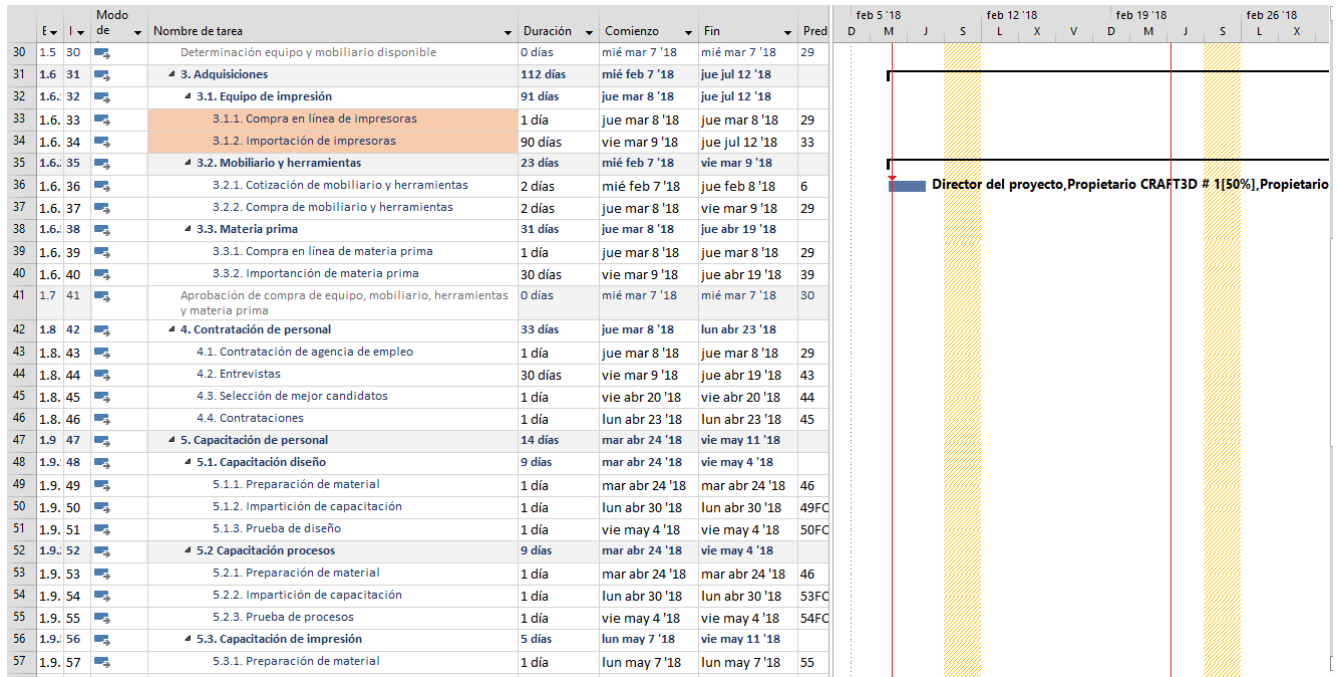 Modo
de
E I Nombre de tarea Duración Comienzo Fin Pred
feb 5 '18 feb 12 '18 feb 19 '18 feb 26 '18
D M J S L X V D M J S L X
30 1.5 30 Determinación equipo y mobiliario disponible 0 días mié mar 7 '18 mié mar 7 '18 29
31 1.6 31 3. Adquisiciones 112 días mié feb 7 '18 jue jul 12 '18
32 1.6. 32 3.1. Equipo de impresión 91 días jue mar 8 '18 jue jul 12 '18
33 1.6. 33 3.1.1. Compra en línea de impresoras 1 día jue mar 8 '18 jue mar 8 '18 29
34 1.6. 34 3.1.2. Importación de impresoras 90 días vie mar 9 '18 jue jul 12 '18 33
35 1.6. 35 3.2. Mobiliario y herramientas 23 días mié feb 7 '18 vie mar 9 '18
36 1.6. 36 3.2.1. Cotización de mobiliario y herramientas 2 días mié feb 7 '18 jue feb 8 '18 6 Director del proyecto,Propietario CRAFT3D # 1[50%],Propietario
37 1.6. 37 3.2.2. Compra de mobiliario y herramientas 2 días jue mar 8 '18 vie mar 9 '18 29
38 1.6. 38 3.3. Materia prima 31 días jue mar 8 '18 jue abr 19 '18
39 1.6. 39 3.3.1. Compra en línea de materia prima 1 día jue mar 8 '18 jue mar 8 '18 29
40 1.6. 40 3.3.2. Importanción de materia prima 30 días vie mar 9 '18 jue abr 19 '18 39
41 1.7 41 Aprobación de compra de equipo, mobiliario, herramientas 0 días mié mar 7 '18 mié mar 7 '18 30
y materia prima
42 1.8 42 4. Contratación de personal 33 días jue mar 8 '18 lun abr 23 '18
43 1.8. 43 4.1. Contratación de agencia de empleo 1 día jue mar 8 '18 jue mar 8 '18 29
44 1.8. 44 4.2. Entrevistas 30 días vie mar 9 '18 jue abr 19 '18 43
45 1.8. 45 4.3. Selección de mejor candidatos 1 día vie abr 20 '18 vie abr 20 '18 44
46 1.8. 46 4.4. Contrataciones 1 día lun abr 23 '18 lun abr 23 '18 45
47 1.9 47 5. Capacitación de personal 14 días mar abr 24 '18 vie may 11 '18
48 1.9. 48 5.1. Capacitación diseño 9 días mar abr 24 '18 vie may 4 '18
49 1.9. 49 5.1.1. Preparación de material 1 día mar abr 24 '18 mar abr 24 '18 46
50 1.9. 50 5.1.2. Impartición de capacitación 1 día lun abr 30 '18 lun abr 30 '18 49FC
51 1.9. 51 5.1.3. Prueba de diseño 1 día vie may 4 '18 vie may 4 '18 50FC
52 1.9. 52 5.2 Capacitación procesos 9 días mar abr 24 '18 vie may 4 '18
53 1.9. 53 5.2.1. Preparación de material 1 día mar abr 24 '18 mar abr 24 '18 46
54 1.9. 54 5.2.2. Impartición de capacitación 1 día lun abr 30 '18 lun abr 30 '18 53FC
55 1.9. 55 5.2.3. Prueba de procesos 1 día vie may 4 '18 vie may 4 '18 54FC
56 1.9. 56 5.3. Capacitación de impresión 5 días lun may 7 '18 vie may 11 '18
57 1.9. 57 5.3.1. Preparación de material 1 día lun may 7 '18 lun may 7 '18 55